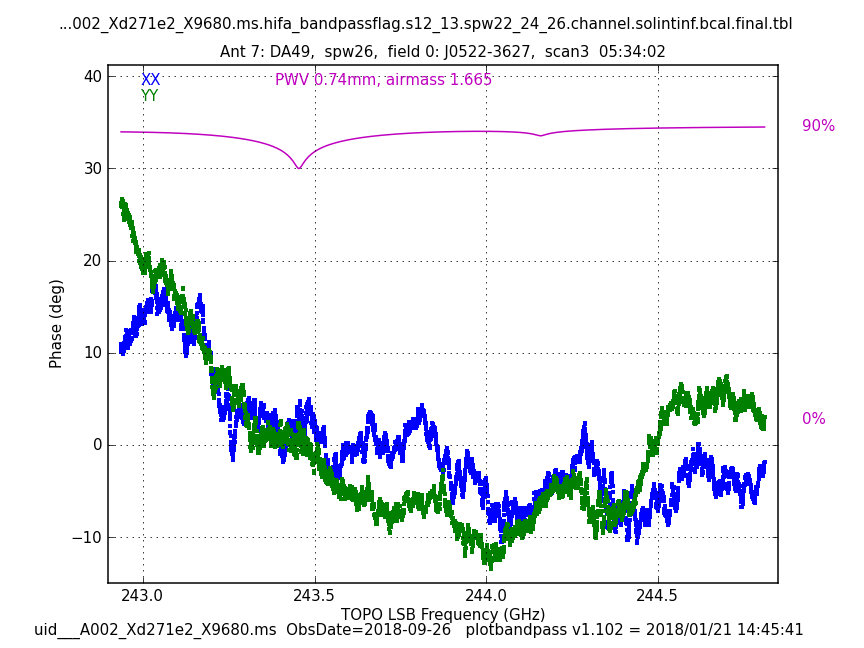 ...002_Xd271e2_X9680.ms.hifa_bandpassflag.s12_13.spw22_24_26.channel.solintinf.bcal.final.tbl
Ant 7: DA49,  spw26,  field 0: J0522-3627,  scan3  05:34:02
XX
YY
PWV 0.74mm, airmass 1.665
90%
0%
40
30
20
10
0
−10
Phase (deg)
243.0
243.5
244.0
244.5
TOPO LSB Frequency (GHz)
uid___A002_Xd271e2_X9680.ms  ObsDate=2018-09-26   plotbandpass v1.102 = 2018/01/21 14:45:41